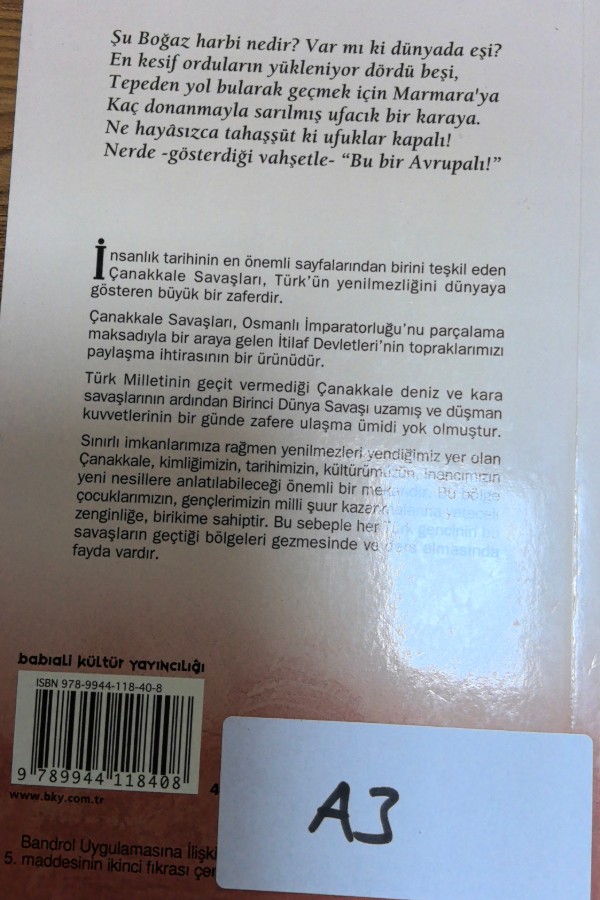 Şu Boğaz harbi nedir? Var mı ki dünyada eşi?
En kesif orduların yükleniyor dördü beşi,
Tepeden yol bularak geçmek için Marmara'ya
Kaç donanmayla sarılmış ufacık bir karaya.
Ne hayâsızca tahaşşüt ki ufuklar kapalı!
Nerde -gösterdiği vahşetle- “Bu bir Avrupalı!”
İnsanlık tarihinin en önemli sayfalarından birini teşkil eden
Çanakkale Savaşları, Türk'ün yenilmezliğini dünyaya
gösteren büyük bir zaferdir.
Çanakkale Savaşları, Osmanlı İmparatorluğu'nu parçalama
maksadıyla bir araya gelen İtilaf Devletleri'nin topraklarımızı
paylaşma ihtirasının bir ürünüdür.
Türk Milletinin geçit vermediği Çanakkale deniz ve kara
savaşlarının ardından Birinci Dünya Savaşı uzamış ve düşman
kuvvetlerinin bir günde zafere ulaşma ümidi yok olmuştur.
Sınırlı imkanlarımıza rağmen yenilmezleri yendiğimiz yer olan
Çanakkale, kimliğimizin, tarihimizin, kültürümüzün, inancımızın
yeni nesillere anlatılabileceği önemli bir mekandır. Bu bölge
çocuklarımızın, gençlerimizin milli şuur kazanmalarına yetecek
zenginliğe, birikime sahiptir. Bu sebeple her Türk gencinin bu
savaşların geçtiği bölgeleri gezmesinde ve ders almasında
fayda vardır.
babıali kültür yayıncılığı
ISBN 978-9944-118-40-8
9 789944 118408
www.bky.com.tr
4
A3
Bandrol Uygulamasına İlişki
5. maddesinin ikinci fıkrası çer